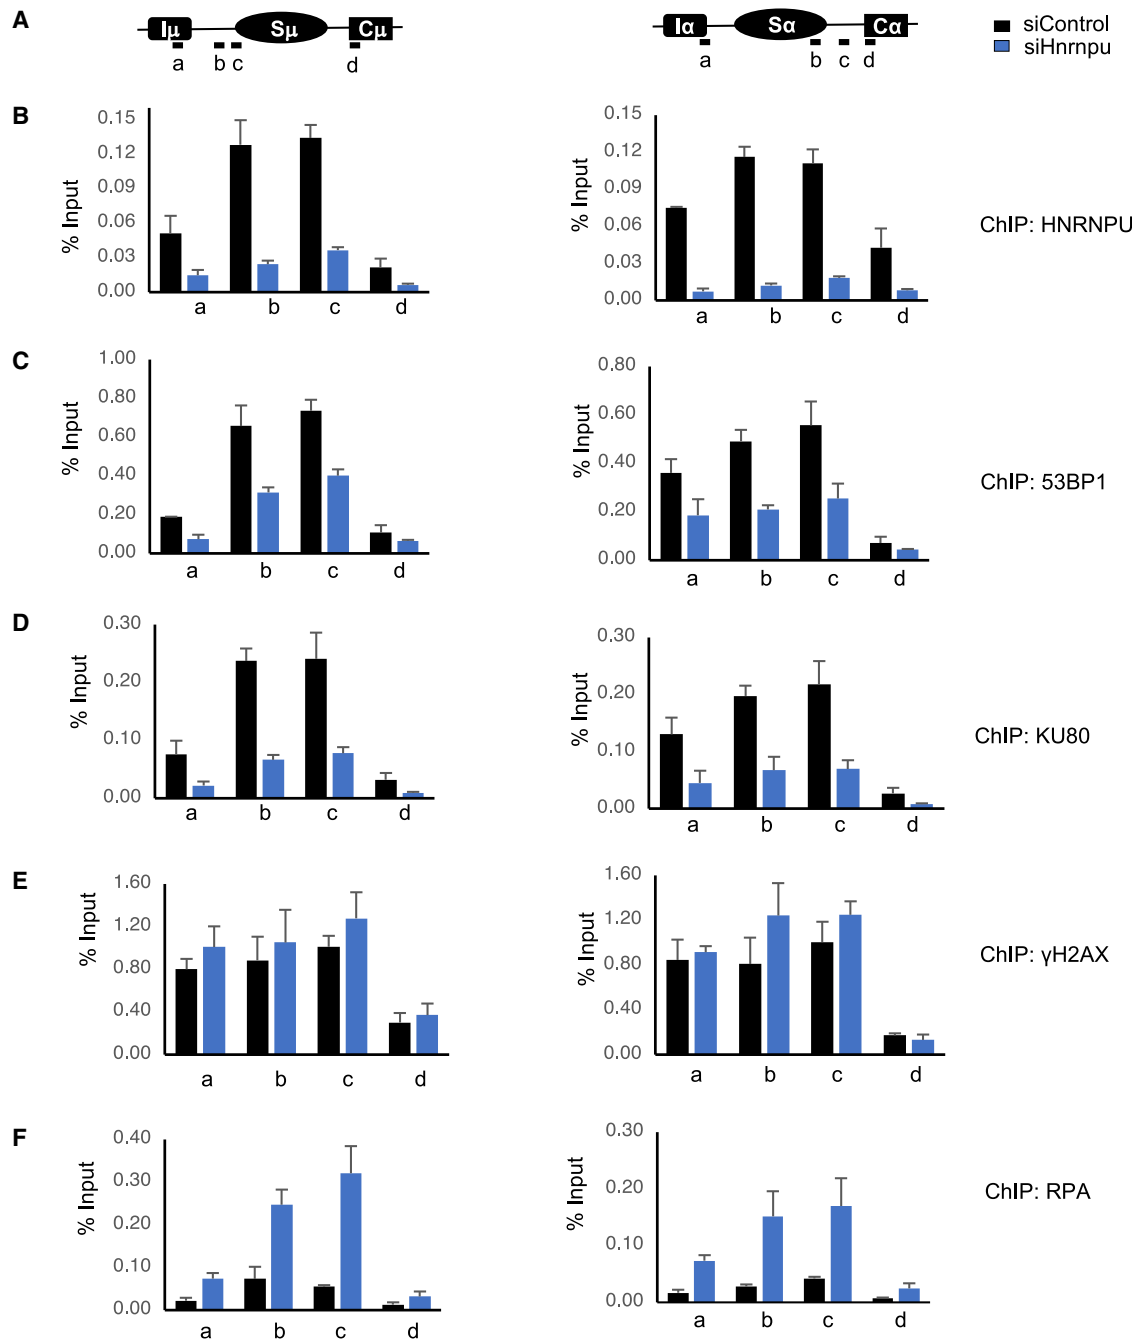 A
Iμ Sμ Cμ
a b c d
Iα Sα Cα
a b c d
siControl
siHnrnpu
B
% Input
0.15
0.12
0.09
0.06
0.03
0.00
a b c d
% Input
0.15
0.12
0.09
0.06
0.03
0.00
a b c d
ChIP: HNRNPU
C
% Input
1.00
0.80
0.60
0.40
0.20
0.00
a b c d
% Input
0.80
0.60
0.40
0.20
0.00
a b c d
ChIP: 53BP1
D
% Input
0.30
0.20
0.10
0.00
a b c d
% Input
0.30
0.20
0.10
0.00
a b c d
ChIP: KU80
E
% Input
1.60
1.20
0.80
0.40
0.00
a b c d
% Input
1.60
1.20
0.80
0.40
0.00
a b c d
ChIP: γH2AX
F
% Input
0.40
0.30
0.20
0.10
0.00
a b c d
% Input
0.30
0.20
0.10
0.00
a b c d
ChIP: RPA